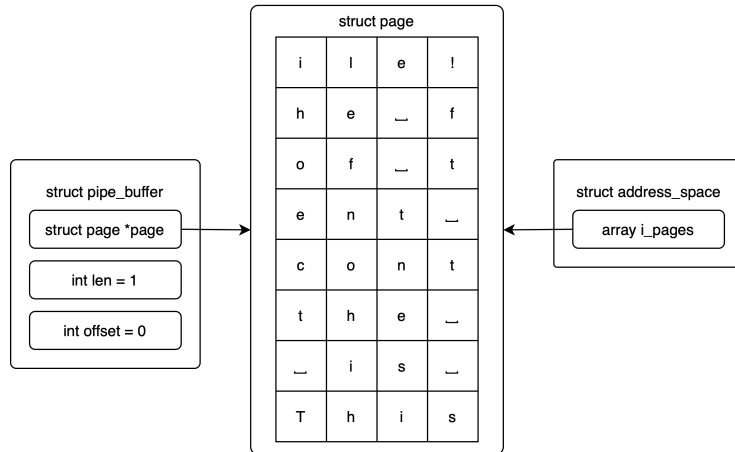 struct page
i l e !
h e ⎵ f
o f ⎵ t
e n t ⎵
c o n t
t h e ⎵
⎵ i s ⎵
T h i s
struct pipe_buffer
struct page *page
int len = 1
int offset = 0
struct address_space
array i_pages